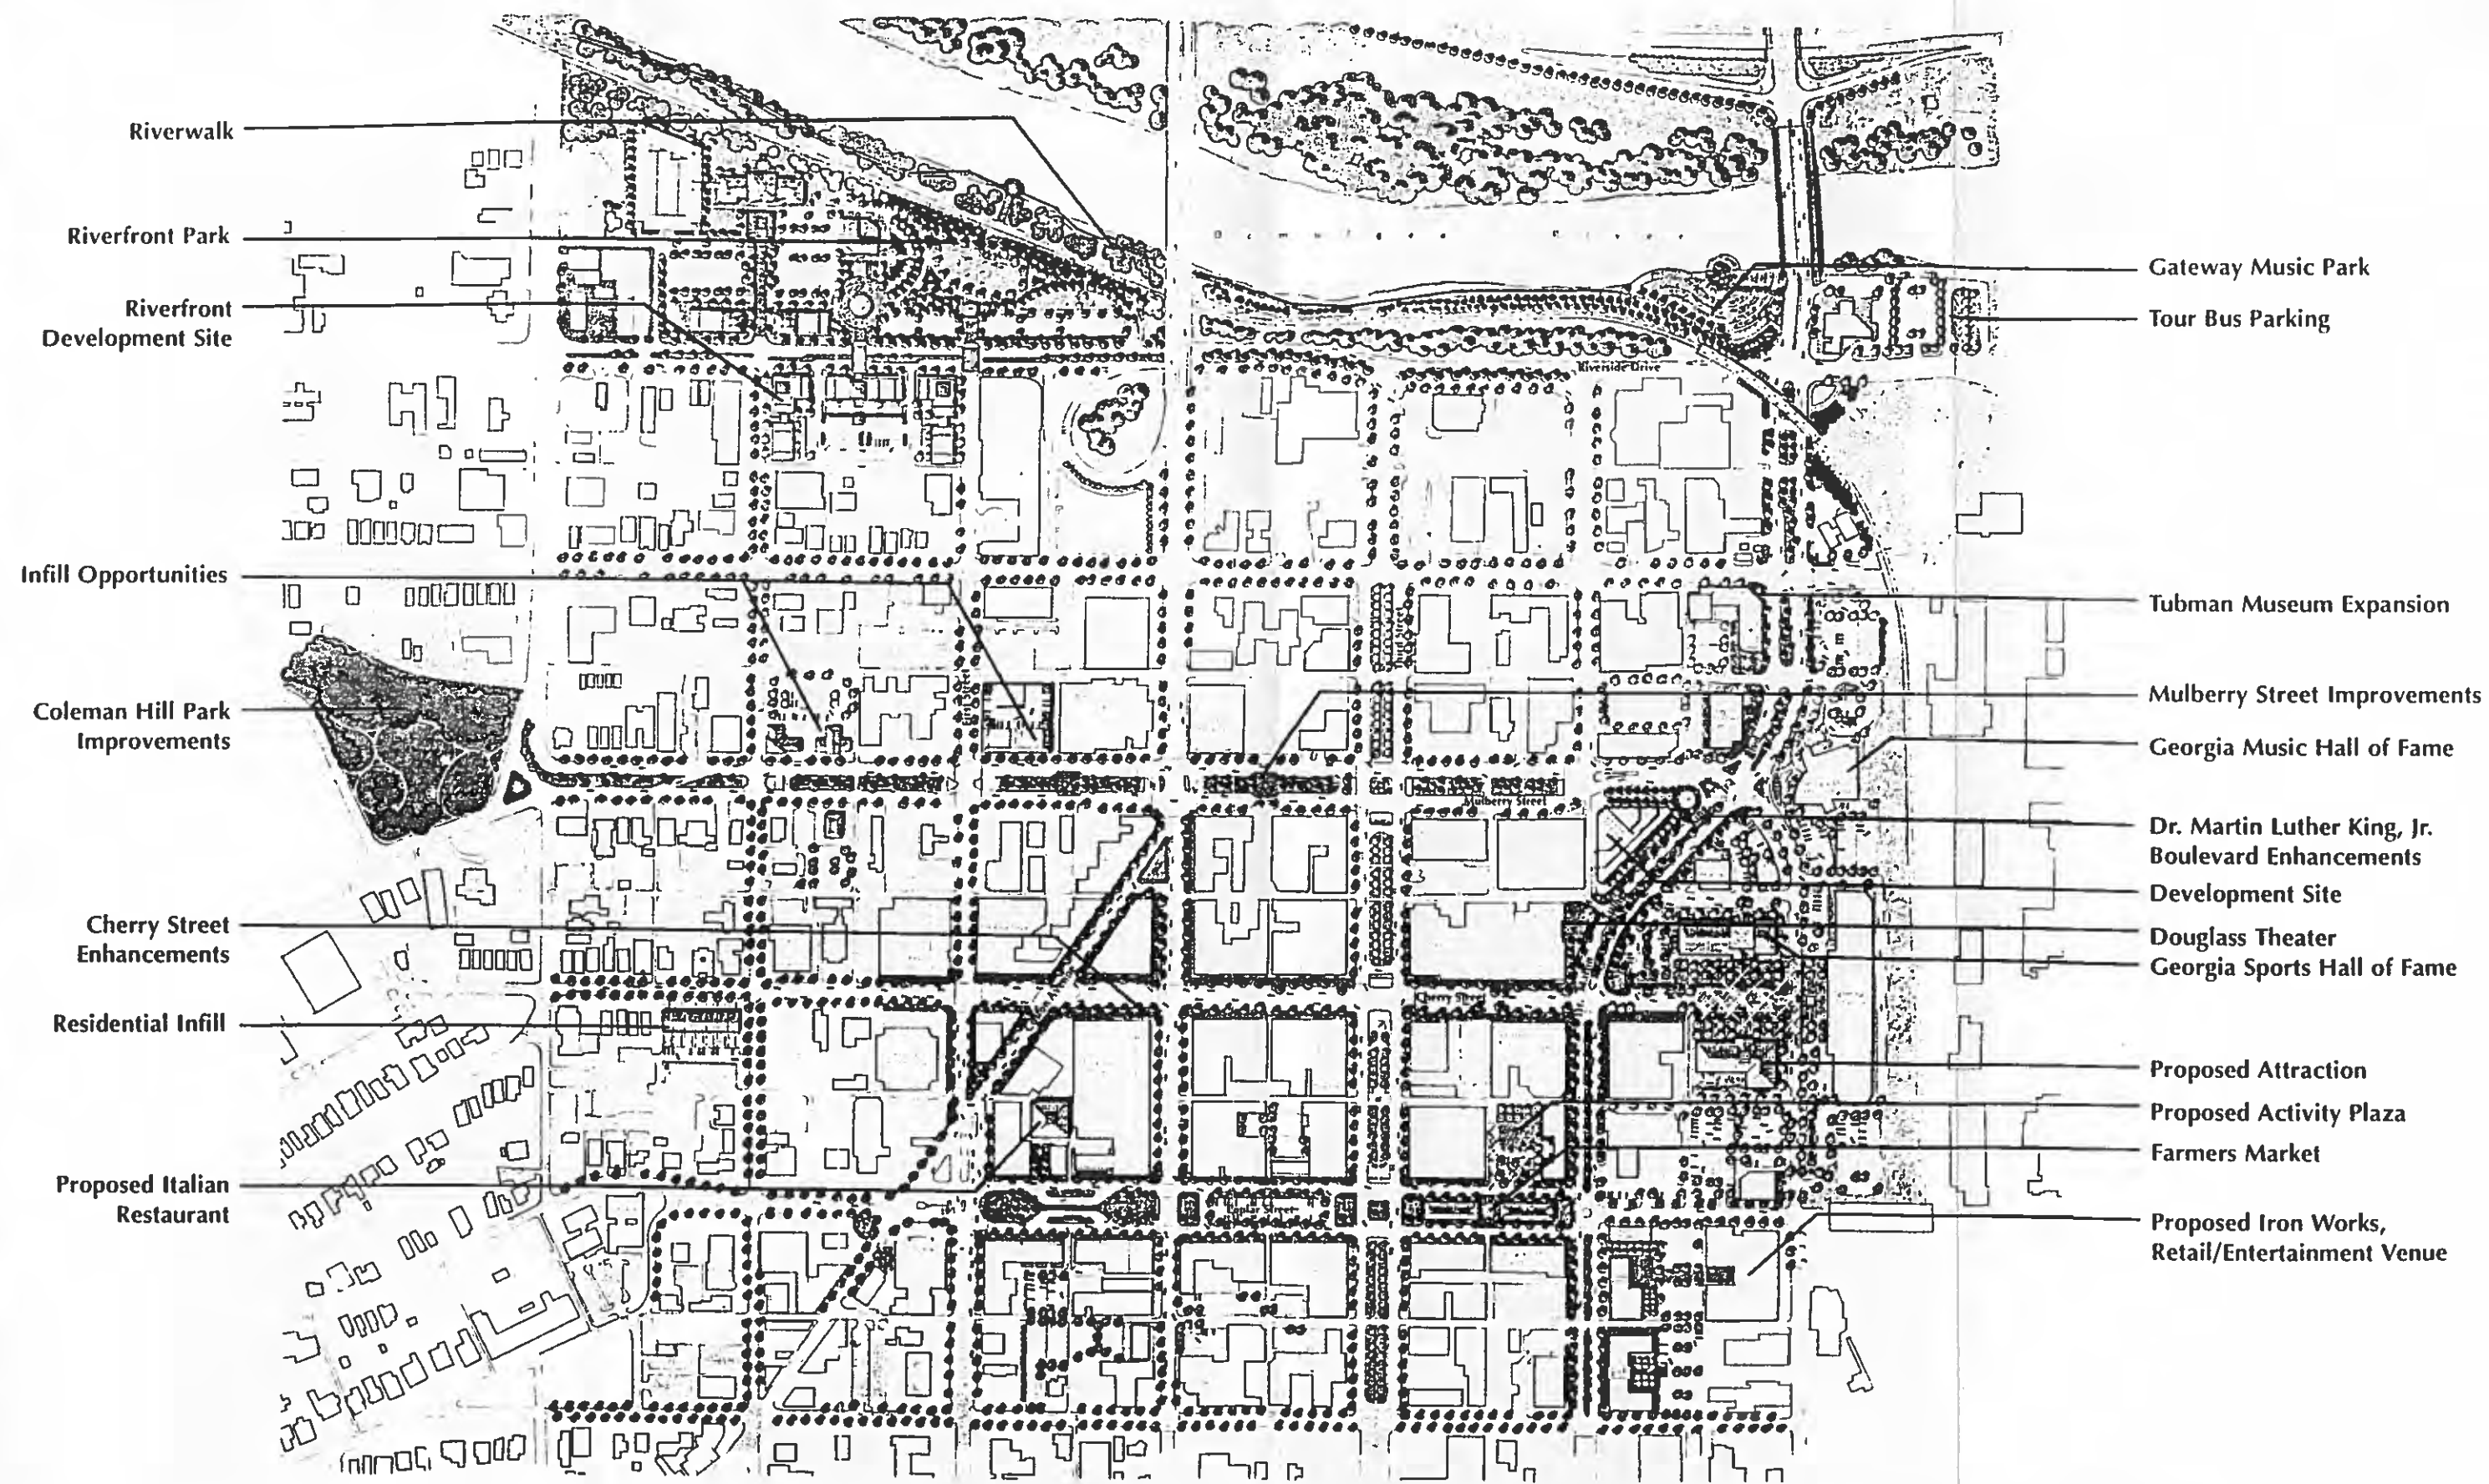 Riverwalk
Riverfront Park
Riverfront
Development Site
Infill Opportunities
Coleman Hill Park
Improvements
Cherry Street
Enhancements
Residential Infill
Proposed Italian
Restaurant
Riverside Drive
Third Street
Mulberry Street
Cherry Street
Poplar Street
Gateway Music Park
Tour Bus Parking
Tubman Museum Expansion
Mulberry Street Improvements
Georgia Music Hall of Fame
Dr. Martin Luther King, Jr.
Boulevard Enhancements
Development Site
Douglass Theater
Georgia Sports Hall of Fame
Proposed Attraction
Proposed Activity Plaza
Farmers Market
Proposed Iron Works,
Retail/Entertainment Venue